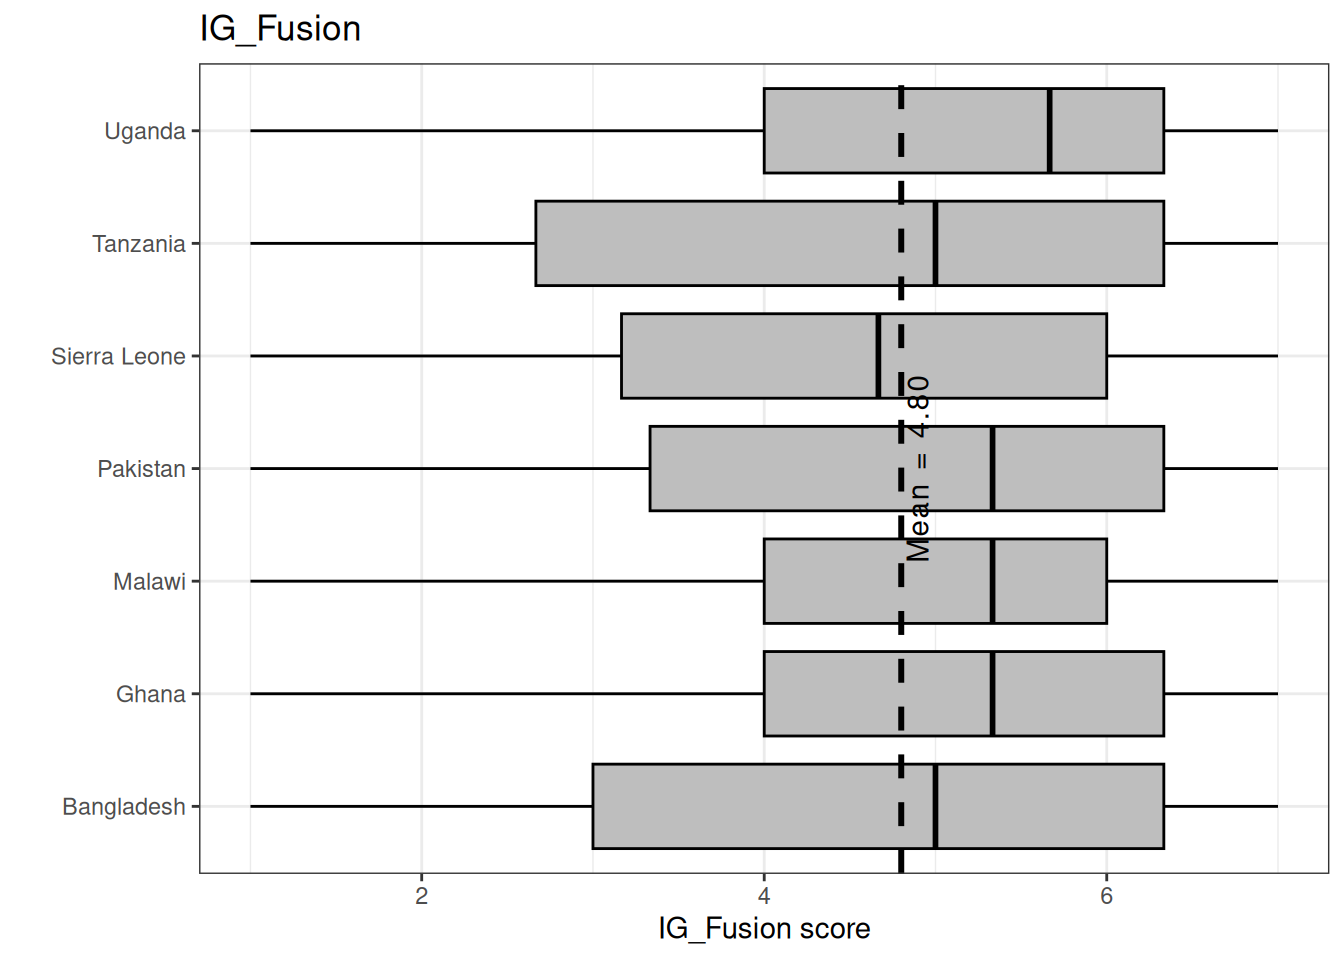 IG_Fusion
Uganda
Tanzania
Sierra Leone
Pakistan
Malawi
Ghana
Bangladesh
Mean = 4.80
2 4 6
IG_Fusion score